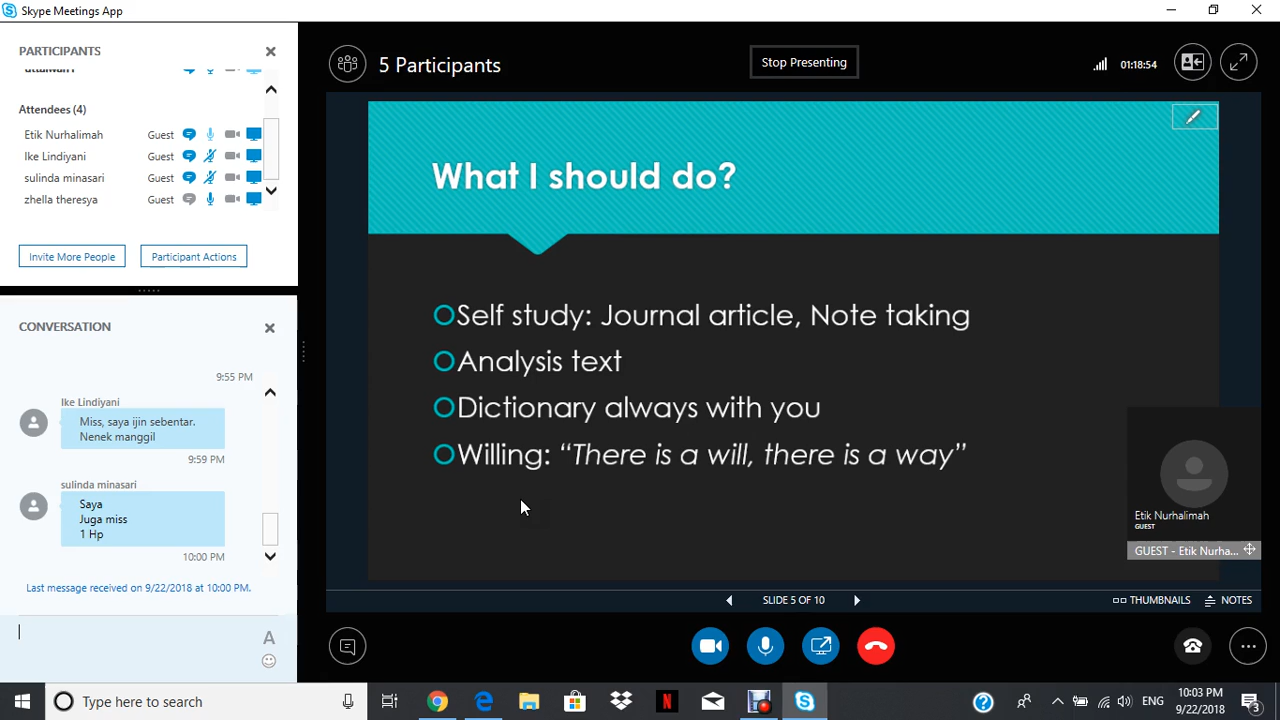 Skype Meetings App
PARTICIPANTS
Attendees (4)
Etik Nurhalimah Guest
Ike Lindiyani Guest
sulinda minasari Guest
zhella theresya Guest
Invite More People
Participant Actions
CONVERSATION
9:55 PM
Ike Lindiyani
Miss, saya ijin sebentar.
Nenek manggil
9:59 PM
sulinda minasari
Saya
Juga miss
1 Hp
10:00 PM
Last message received on 9/22/2018 at 10:00 PM.
A
5 Participants
Stop Presenting
01:18:54
What I should do?
Self study: Journal article, Note taking
Analysis text
Dictionary always with you
Willing: “There is a will, there is a way”
Etik Nurhalimah
GUEST
GUEST - Etik Nurha...
SLIDE 5 OF 10
THUMBNAILS
NOTES
Type here to search
N
ENG
10:03 PM
9/22/2018
3